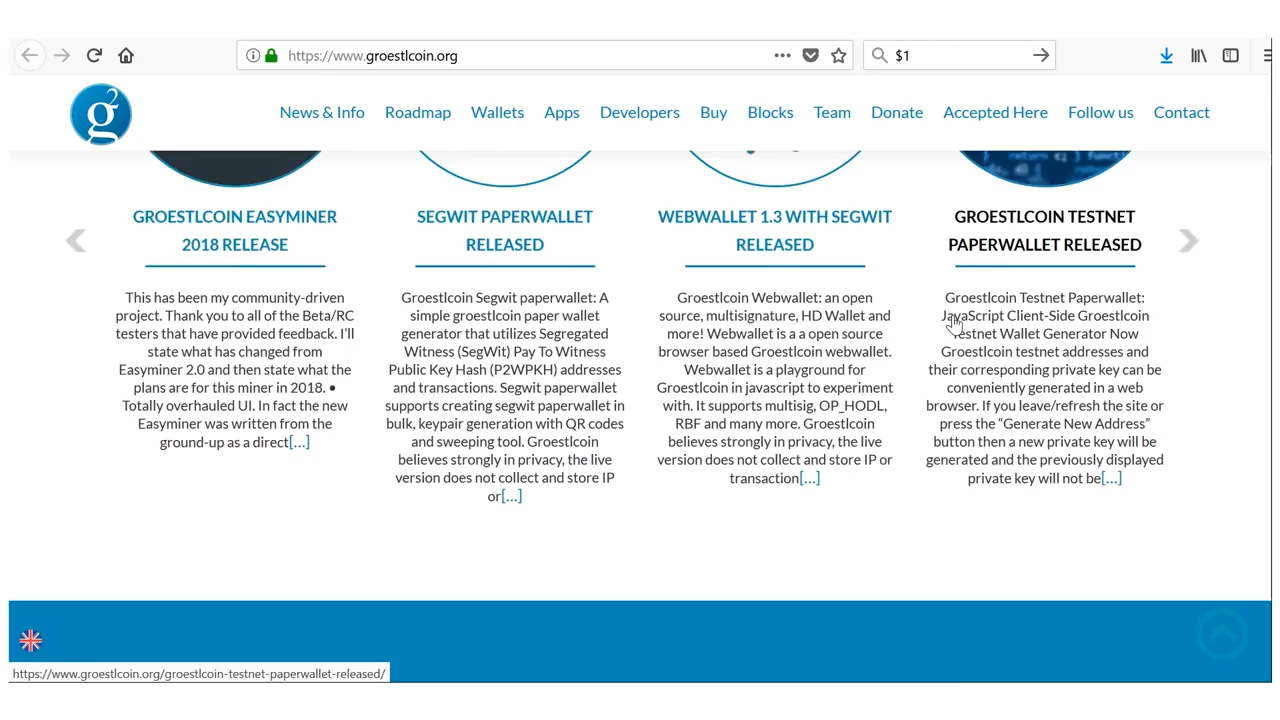 https://www.groestlcoin.org
$1
g2
News & Info Roadmap Wallets Apps Developers Buy Blocks Team Donate Accepted Here Follow us Contact
GROESTLCOIN EASYMINER
2018 RELEASE
This has been my community-driven
project. Thank you to all of the Beta/RC
testers that have provided feedback. I'll
state what has changed from
Easyminer 2.0 and then state what the
plans are for this miner in 2018. •
Totally overhauled UI. In fact the new
Easyminer was written from the
ground-up as a direct[...]
SEGWIT PAPERWALLET
RELEASED
Groestlcoin Segwit paperwallet: A
simple groestlcoin paper wallet
generator that utilizes Segregated
Witness (SegWit) Pay To Witness
Public Key Hash (P2WPKH) addresses
and transactions. Segwit paperwallet
supports creating segwit paperwallet in
bulk, keypair generation with QR codes
and sweeping tool. Groestlcoin
believes strongly in privacy, the live
version does not collect and store IP
or[...]
WEBWALLET 1.3 WITH SEGWIT
RELEASED
Groestlcoin Webwallet: an open
source, multisignature, HD Wallet and
more! Webwallet is a a open source
browser based Groestlcoin webwallet.
Webwallet is a playground for
Groestlcoin in javascript to experiment
with. It supports multisig, OP_HODL,
RBF and many more. Groestlcoin
believes strongly in privacy, the live
version does not collect and store IP or
transaction[...]
GROESTLCOIN TESTNET
PAPERWALLET RELEASED
Groestlcoin Testnet Paperwallet:
JavaScript Client-Side Groestlcoin
Testnet Wallet Generator Now
Groestlcoin testnet addresses and
their corresponding private key can be
conveniently generated in a web
browser. If you leave/refresh the site or
press the “Generate New Address”
button then a new private key will be
generated and the previously displayed
private key will not be[...]
https://www.groestlcoin.org/groestlcoin-testnet-paperwallet-released/